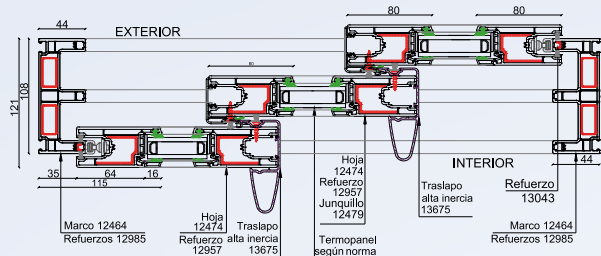 44
80
80
EXTERIOR
80
121
108
INTERIOR
44
35
64
16
115
Marco 12464
Refuerzos 12985
Hoja
12474
Refuerzo
12957
Traslapo
alta inercia
13675
Termopanel
según norma
Hoja
12474
Refuerzo
12957
Junquillo
12479
Traslapo
alta inercia
13675
Refuerzo
13043
Marco 12464
Refuerzos 12985